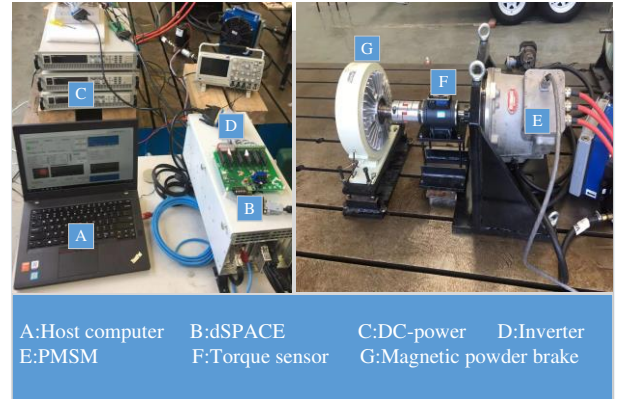 C
D
B
A
G
F
E
A:Host computer B:dSPACE C:DC-power D:Inverter
E:PMSM F:Torque sensor G:Magnetic powder brake